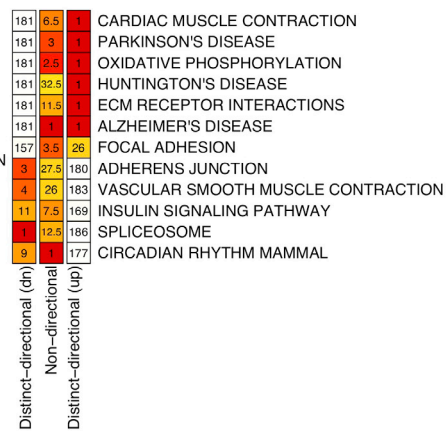 181 6.5 1 CARDIAC MUSCLE CONTRACTION
181 3 1 PARKINSON'S DISEASE
181 2.5 1 OXIDATIVE PHOSPHORYLATION
181 32.5 1 HUNTINGTON'S DISEASE
181 11.5 1 ECM RECEPTOR INTERACTIONS
181 1 1 ALZHEIMER'S DISEASE
157 3.5 26 FOCAL ADHESION
3 27.5 180 ADHERENS JUNCTION
4 26 183 VASCULAR SMOOTH MUSCLE CONTRACTION
11 7.5 169 INSULIN SIGNALING PATHWAY
1 12.5 186 SPLICEOSOME
9 1 177 CIRCADIAN RHYTHM MAMMAL
Distinct−directional (dn)
Non−directional
Distinct−directional (up)